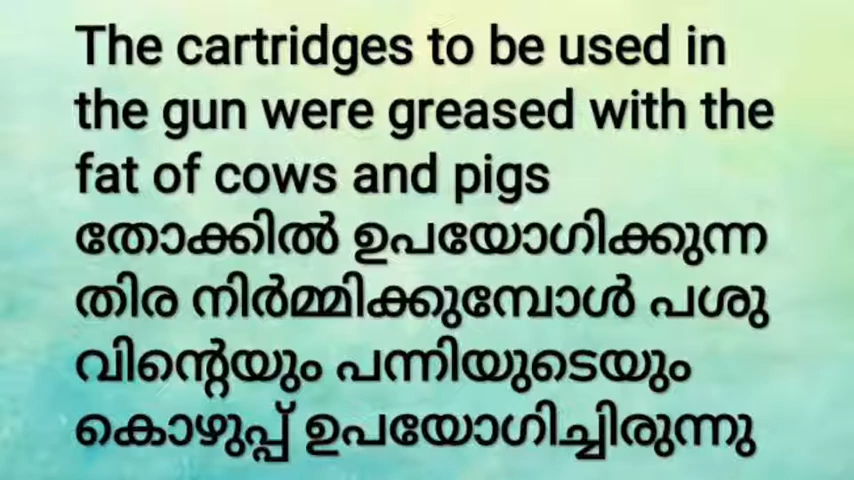 The cartridges to be used in
the gun were greased with the
fat of cows and pigs
തോക്കിൽ ഉപയോഗിക്കുന്ന
തിര നിർമ്മിക്കുമ്പോൾ പശു
വിന്റെയും പന്നിയുടെയും
കൊഴുപ്പ് ഉപയോഗിച്ചിരുന്നു